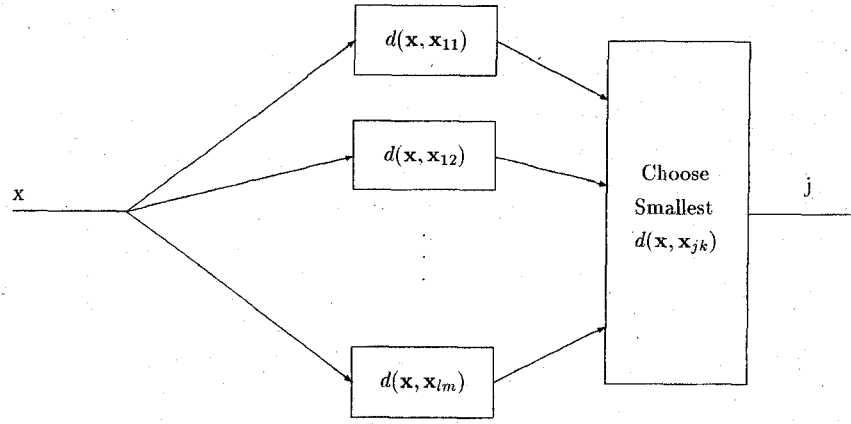 d(x, x₁₁)
d(x, x₁₂)
x
Choose
Smallest
d(x, xⱼₖ)
j
d(x, xₗₘ)